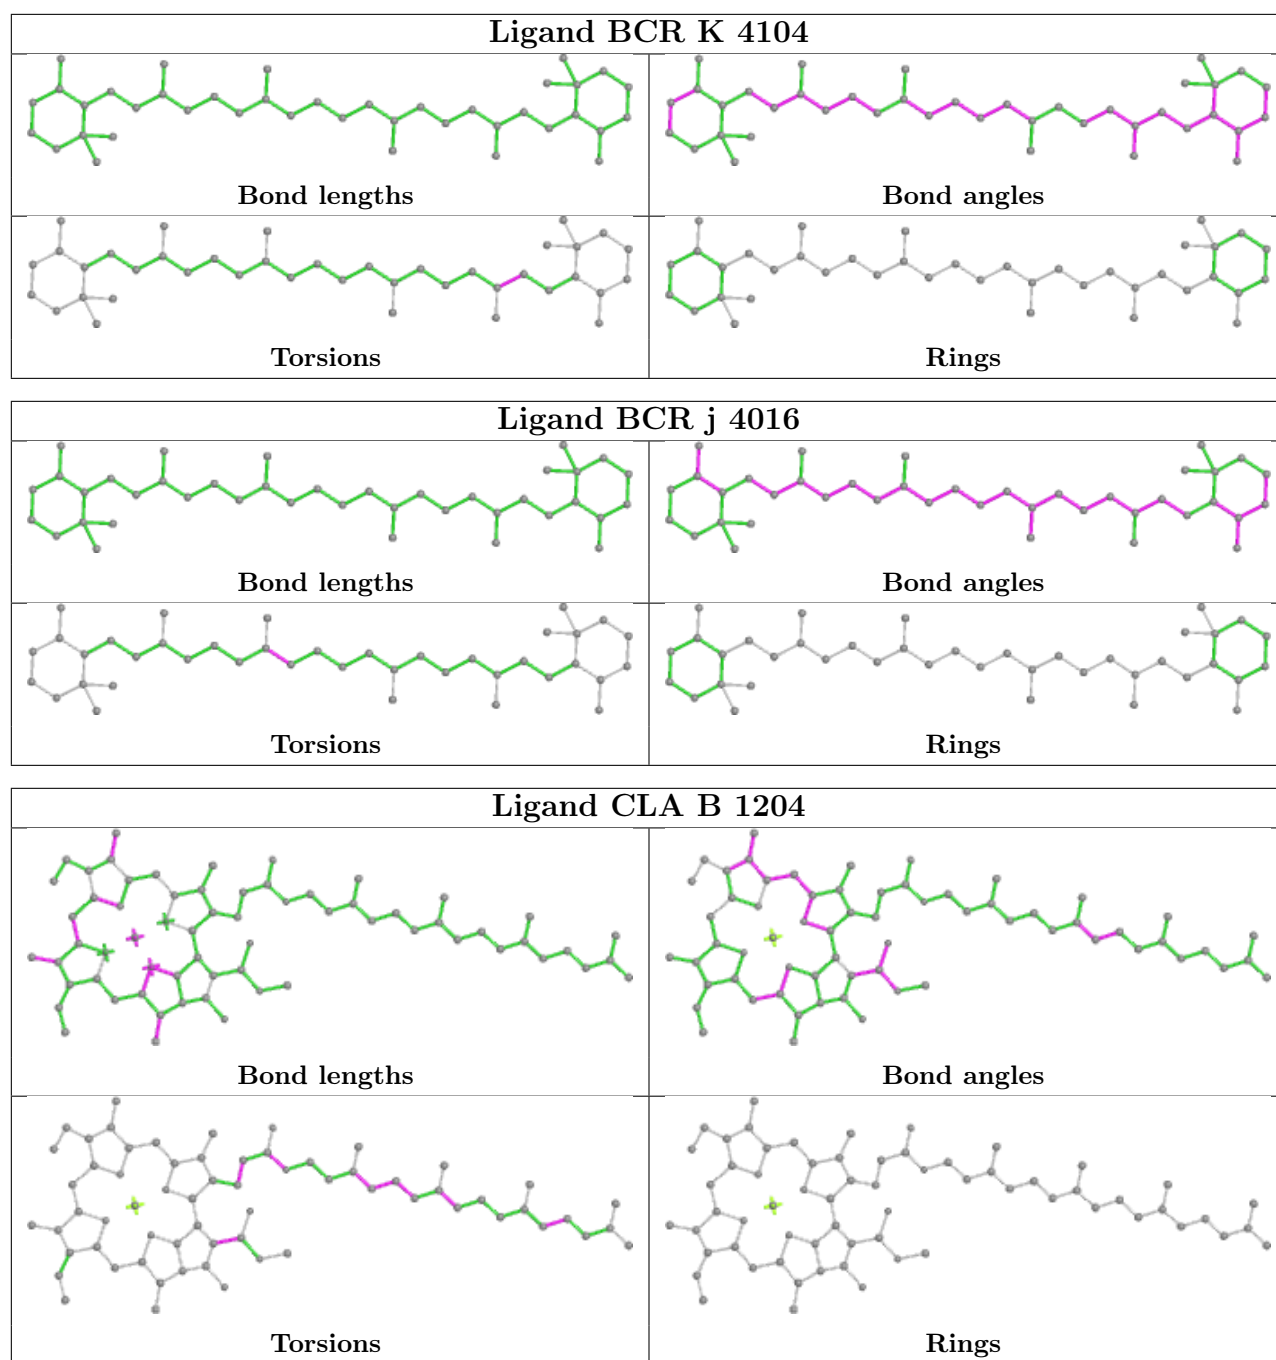 Ligand BCR K 4104
Bond lengths
Bond angles
Torsions
Rings
Ligand BCR j 4016
Bond lengths
Bond angles
Torsions
Rings
Ligand CLA B 1204
Bond lengths
Bond angles
Torsions
Rings